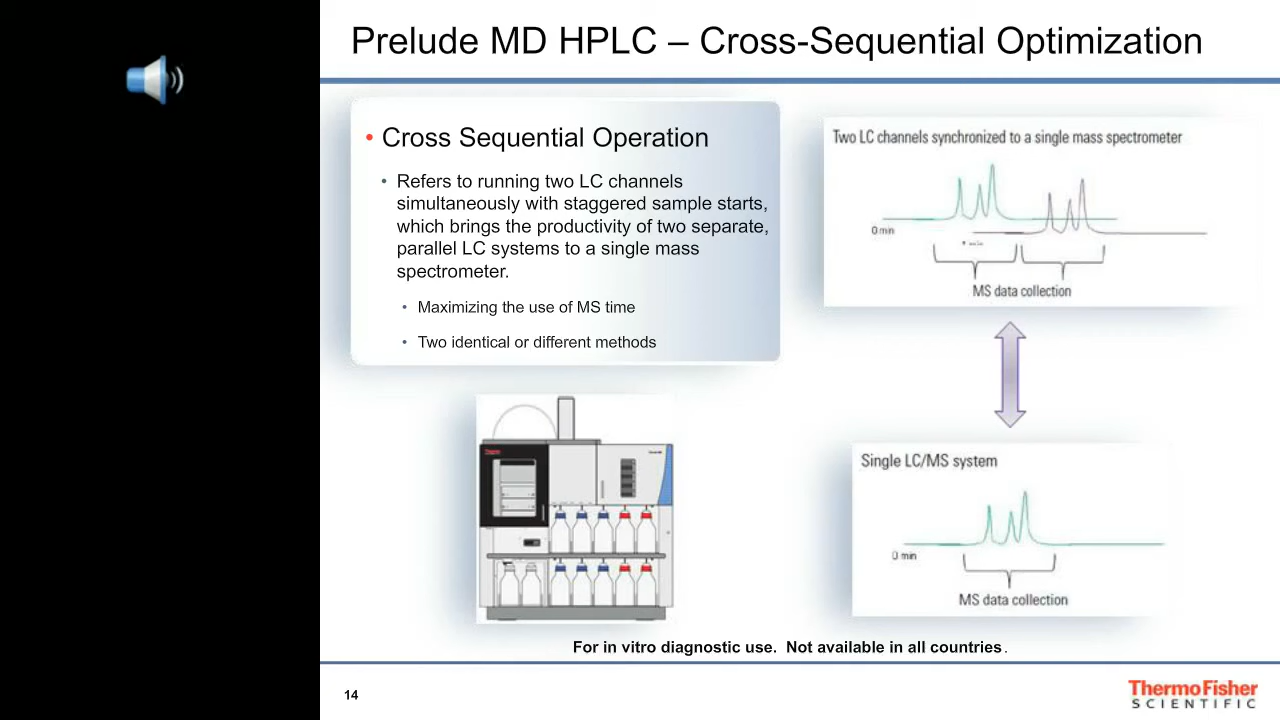 Prelude MD HPLC – Cross-Sequential Optimization
• Cross Sequential Operation
• Refers to running two LC channels
simultaneously with staggered sample starts,
which brings the productivity of two separate,
parallel LC systems to a single mass
spectrometer.
• Maximizing the use of MS time
• Two identical or different methods
Two LC channels synchronized to a single mass spectrometer
0 min
MS data collection
Single LC/MS system
0 min
MS data collection
For in vitro diagnostic use. Not available in all countries.
14
ThermoFisher
SCIENTIFIC